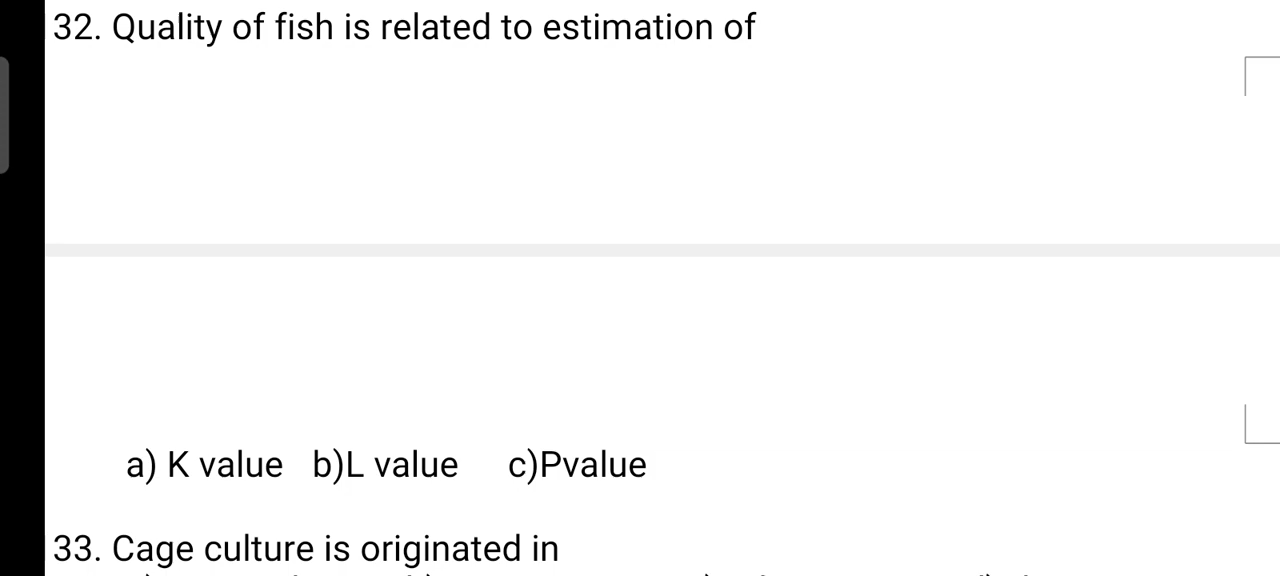 32. Quality of fish is related to estimation of
a) K value b)L value c)Pvalue
33. Cage culture is originated in